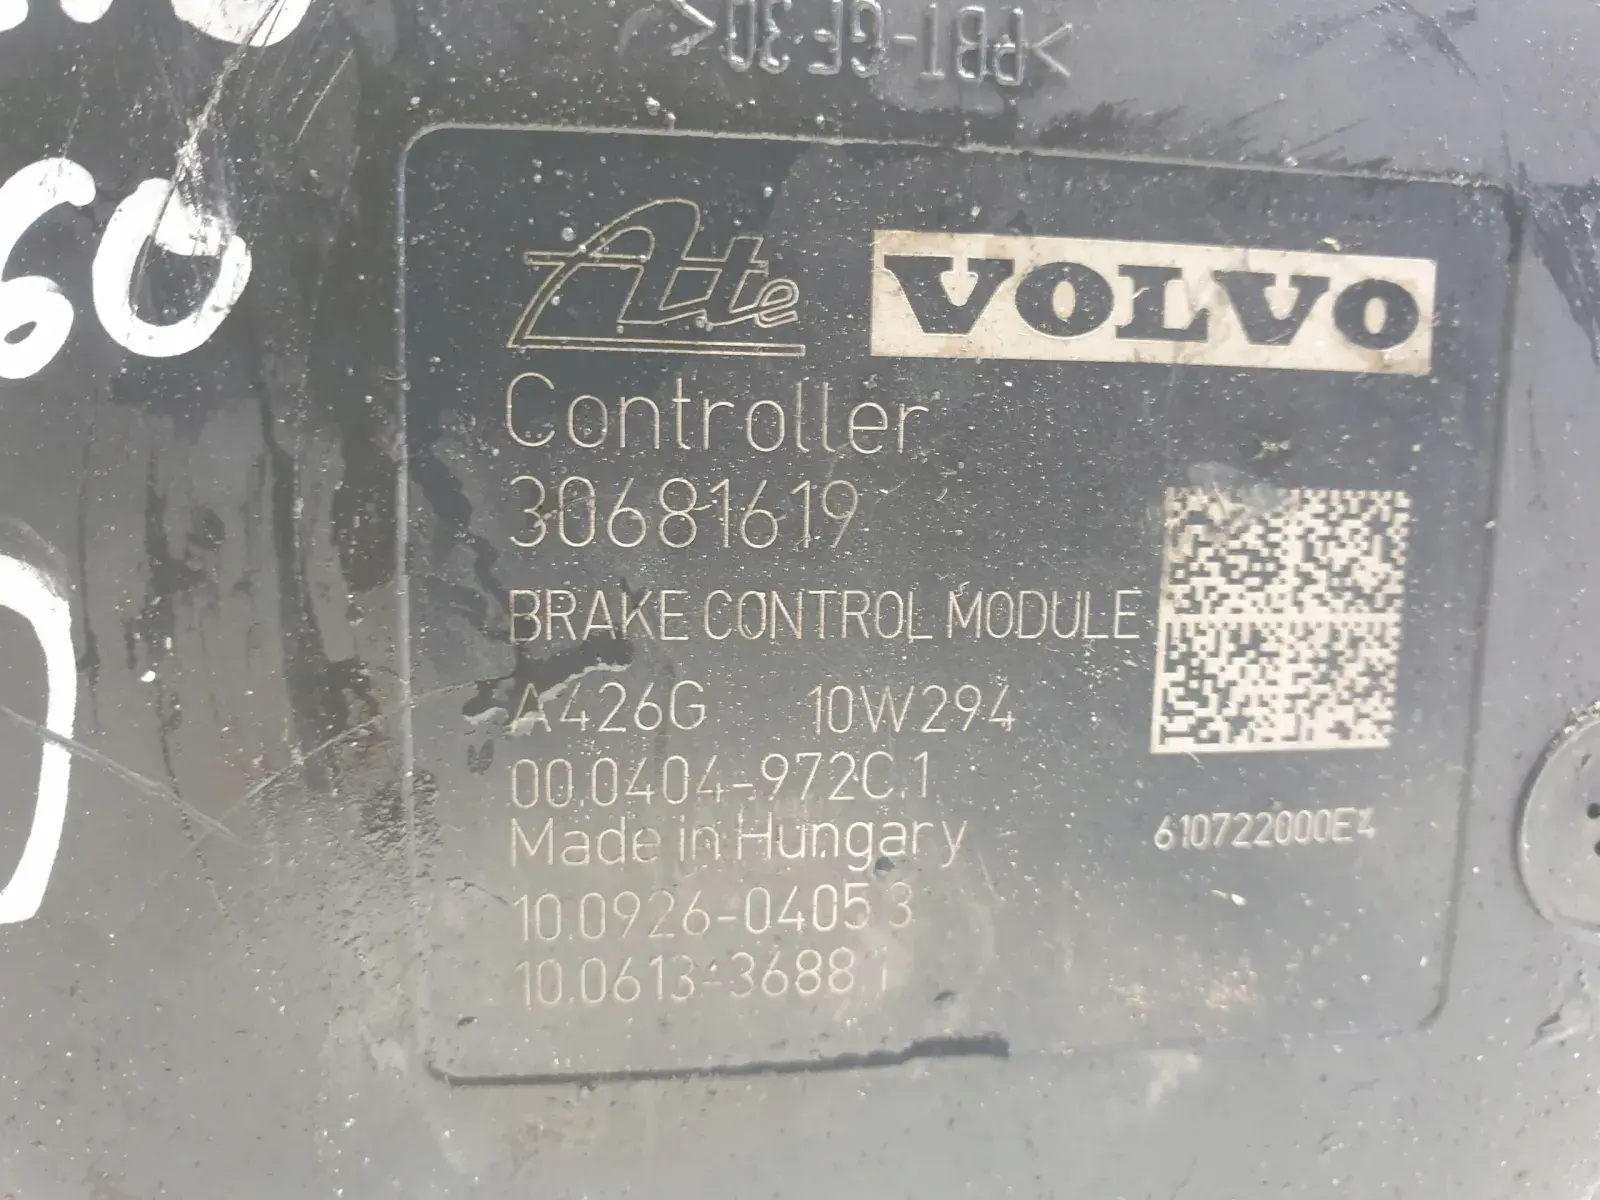 >PBT-GF30<
60
Ate VOLVO
Controller
30681619
BRAKE CONTROL MODULE
A426G 10W294
00.0404-972C.1
Made in Hungary
610722000E4
10.0926-0405.3
10.0613-3688.1